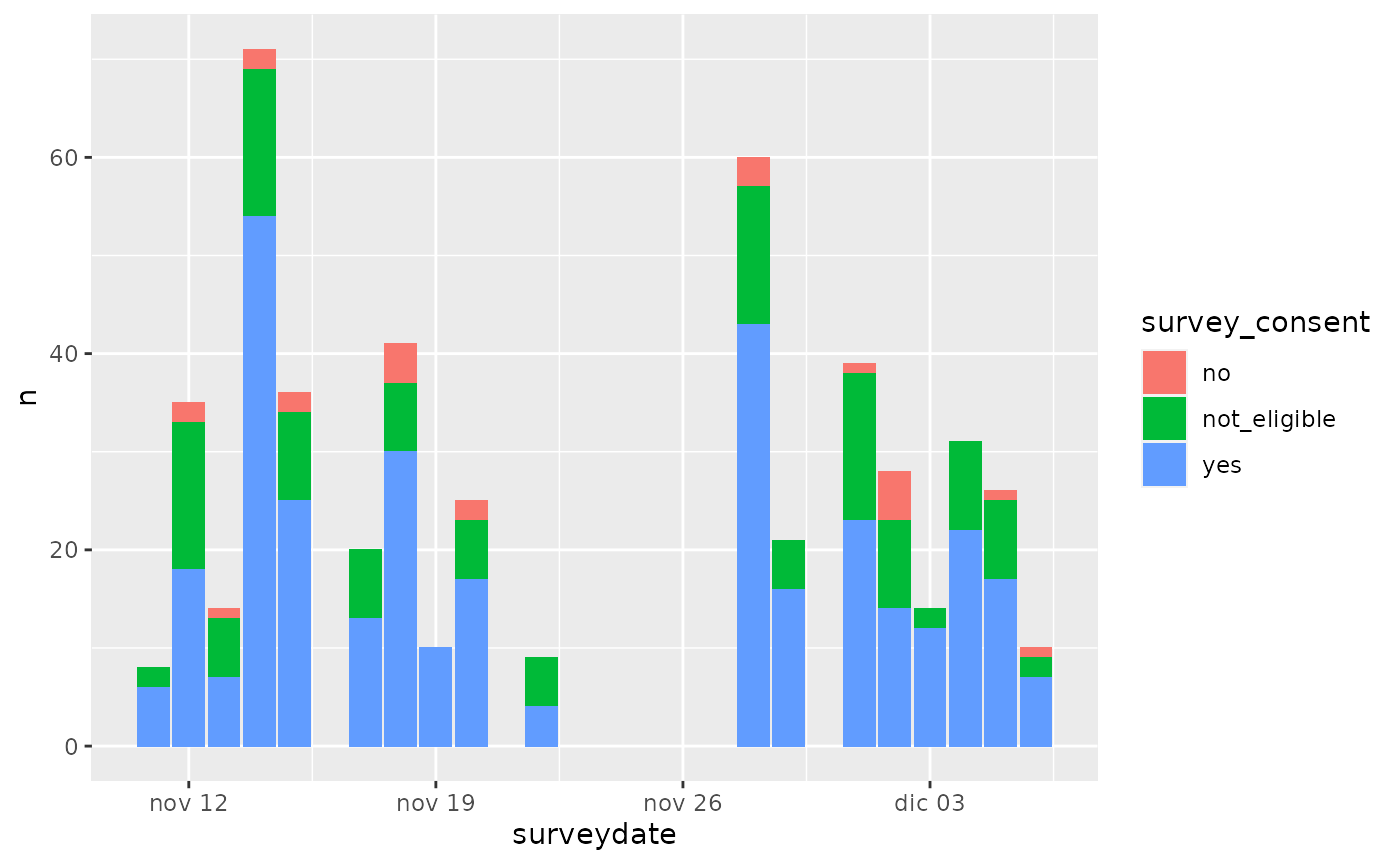 60
40
20
0
n
nov 12
nov 19
nov 26
dic 03
surveydate
survey_consent
no
not_eligible
yes